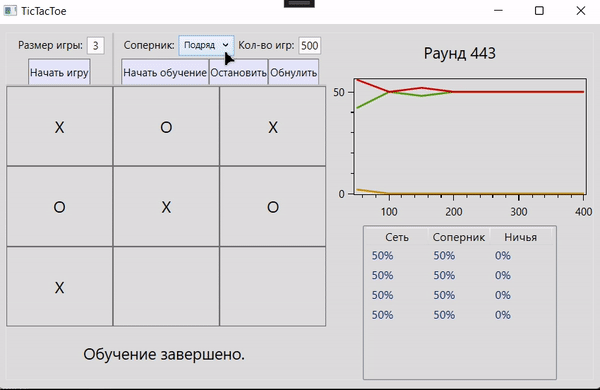 TicTacToe
Размер игры: 3 Соперник: Подряд Кол-во игр: 500
Начать игру Начать обучение Остановить Обнулить
Раунд 443
X O X
O X O
X
Обучение завершено.
50
0
100 200 300 400
Сеть Соперник Ничья
50% 50% 0%
50% 50% 0%
50% 50% 0%
50% 50% 0%